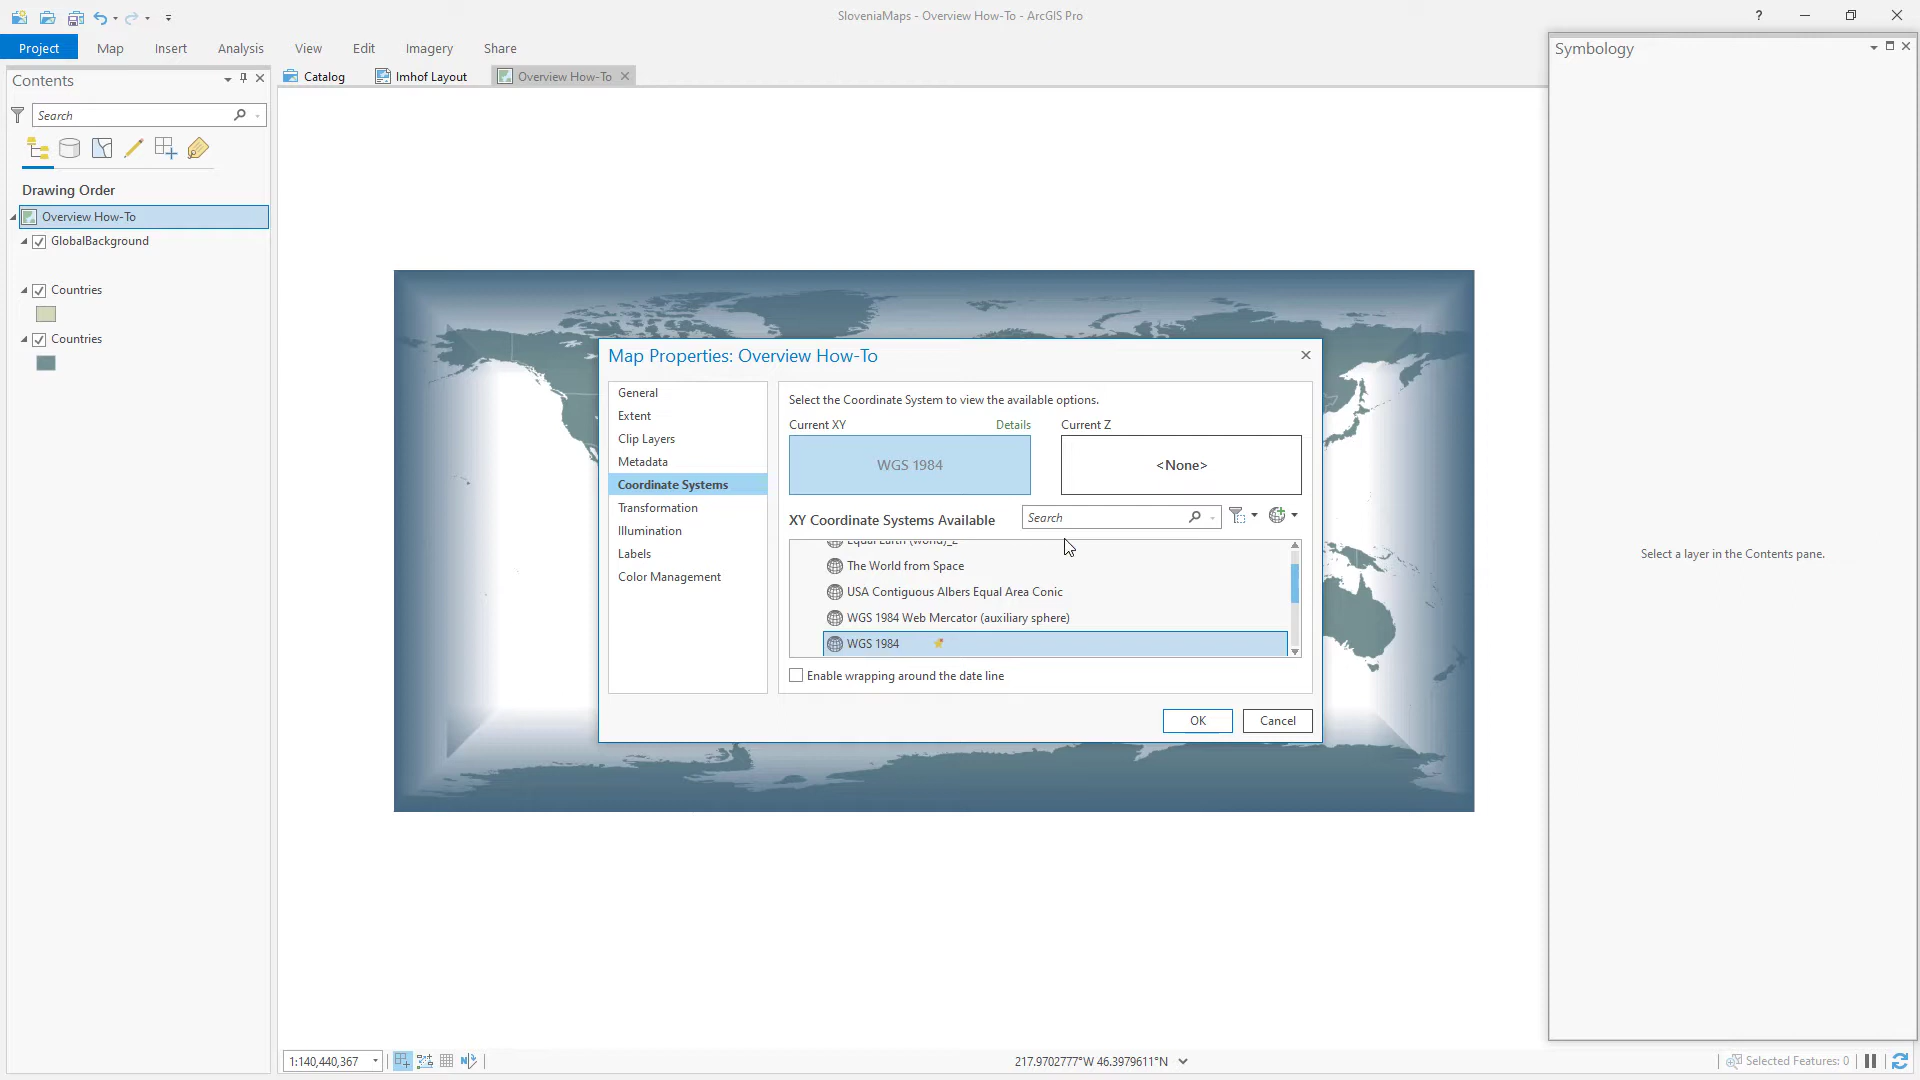 SloveniaMaps - Overview How-To - ArcGIS Pro
?
Project
Map
Insert
Analysis
View
Edit
Imagery
Share
Contents
Catalog
Imhof Layout
Overview How-To
Symbology
Search
Drawing Order
Overview How-To
GlobalBackground
Countries
Countries
Map Properties: Overview How-To
General
Extent
Clip Layers
Metadata
Coordinate Systems
Transformation
Illumination
Labels
Color Management
Select the Coordinate System to view the available options.
Current XY
Details
Current Z
WGS 1984
<None>
XY Coordinate Systems Available
Search
Equal Earth (world)_2
The World from Space
USA Contiguous Albers Equal Area Conic
WGS 1984 Web Mercator (auxiliary sphere)
WGS 1984
Enable wrapping around the date line
OK
Cancel
Select a layer in the Contents pane.
1:140,440,367
217.9702777°W 46.3979611°N
Selected Features: 0